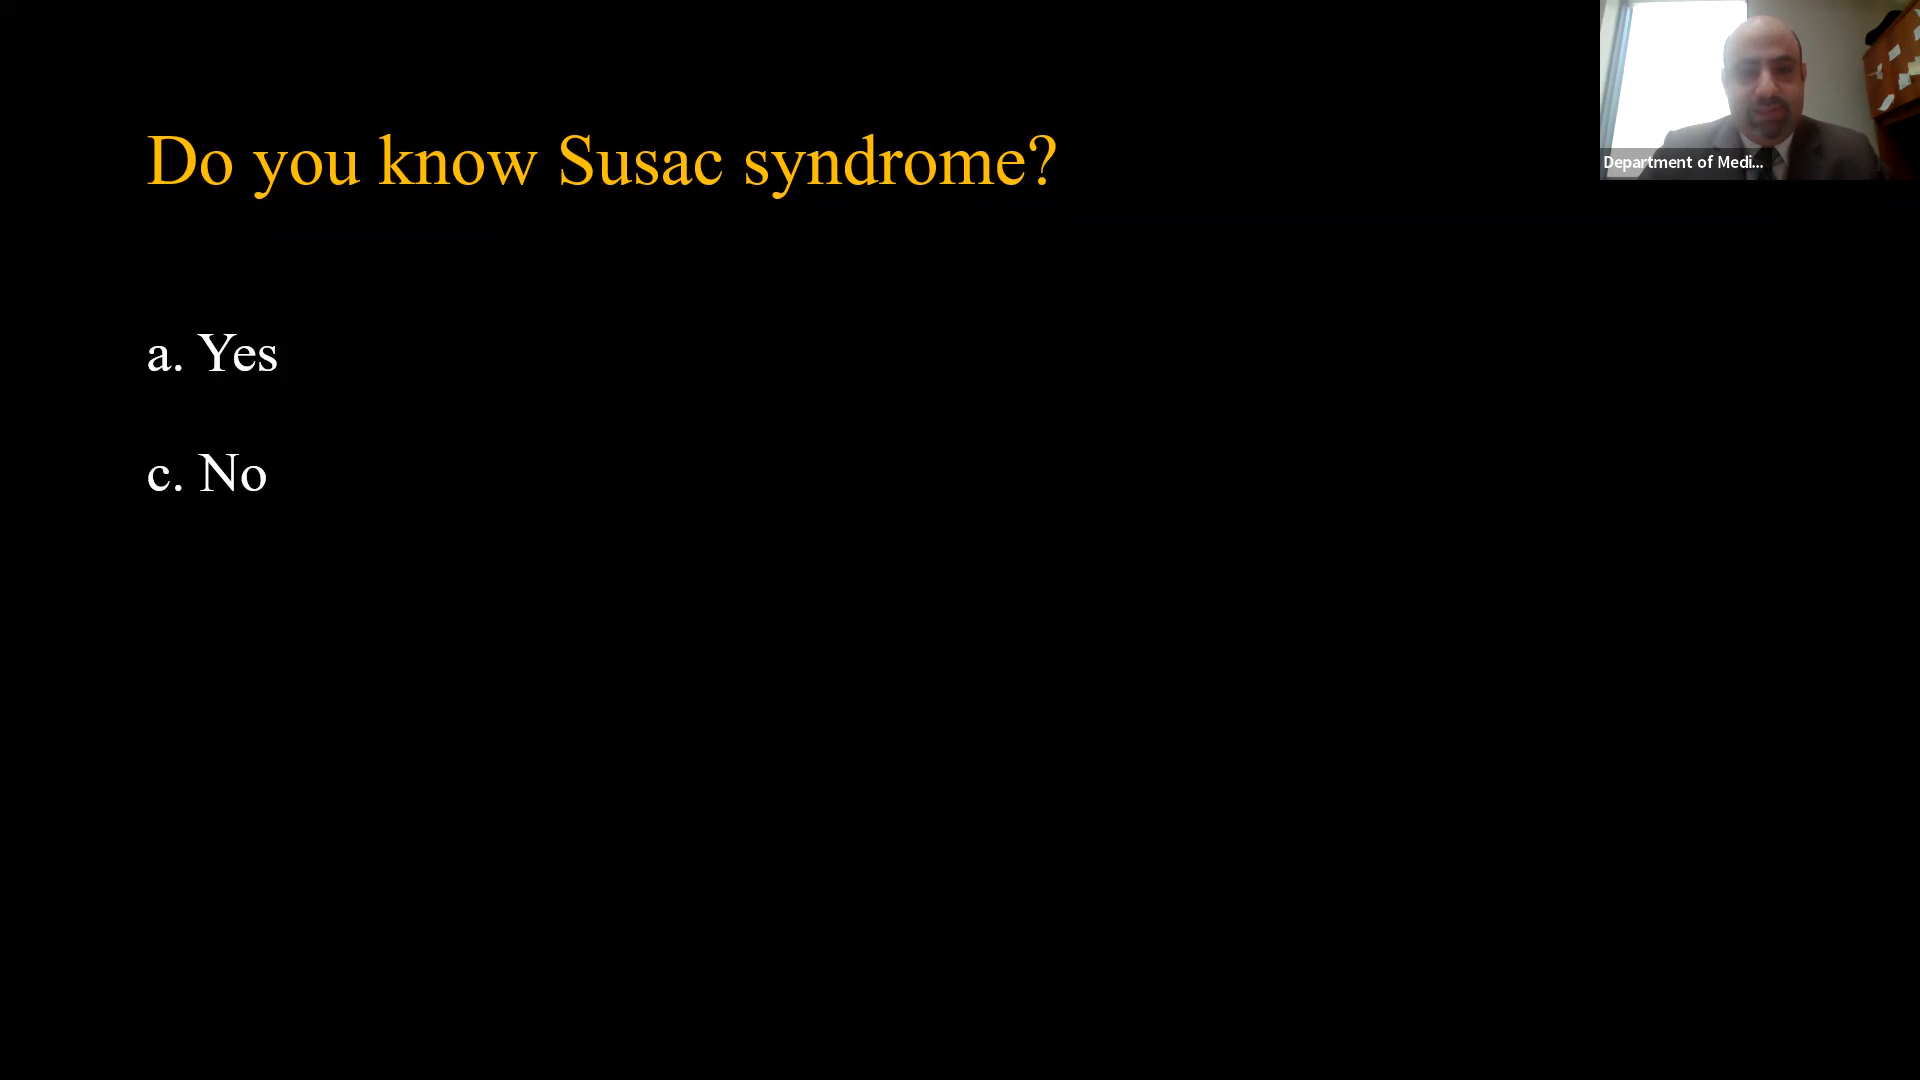 Do you know Susac syndrome?
a. Yes
c. No
Department of Medi...